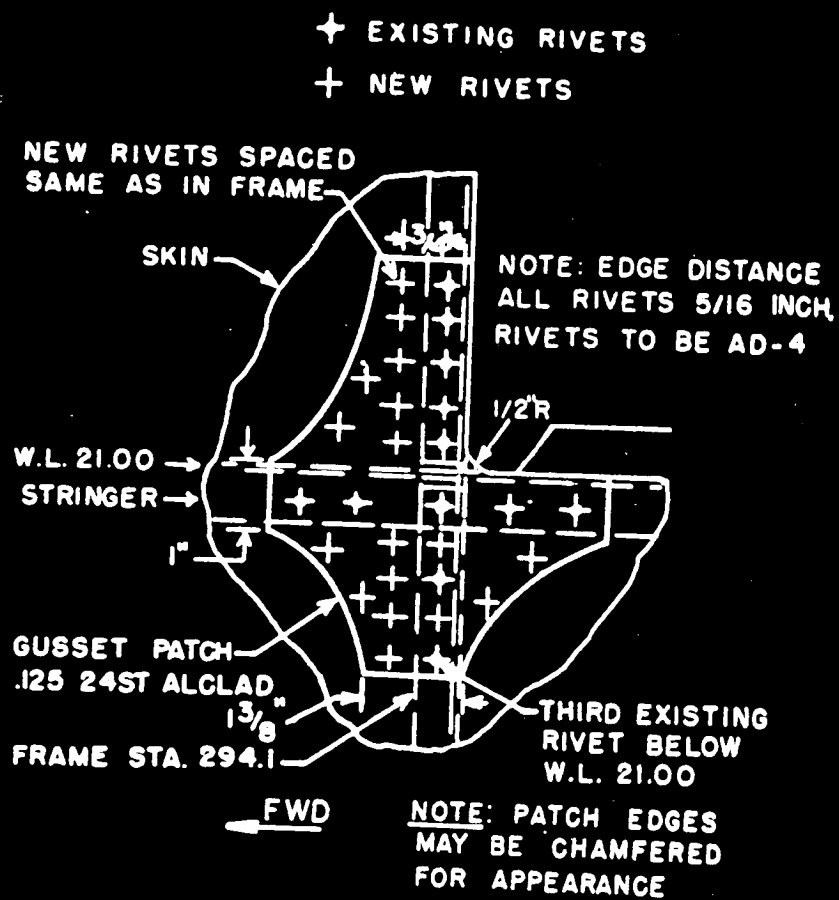 EXISTING RIVETS
NEW RIVETS
NEW RIVETS SPACED
SAME AS IN FRAME
SKIN
NOTE: EDGE DISTANCE
ALL RIVETS 5/16 INCH,
RIVETS TO BE AD-4
1/2"R
W.L. 21.00
STRINGER
1"
GUSSET PATCH
.125 24ST ALCLAD
1 3/8"
FRAME STA. 294.1
THIRD EXISTING
RIVET BELOW
W.L. 21.00
FWD
NOTE: PATCH EDGES
MAY BE CHAMFERED
FOR APPEARANCE